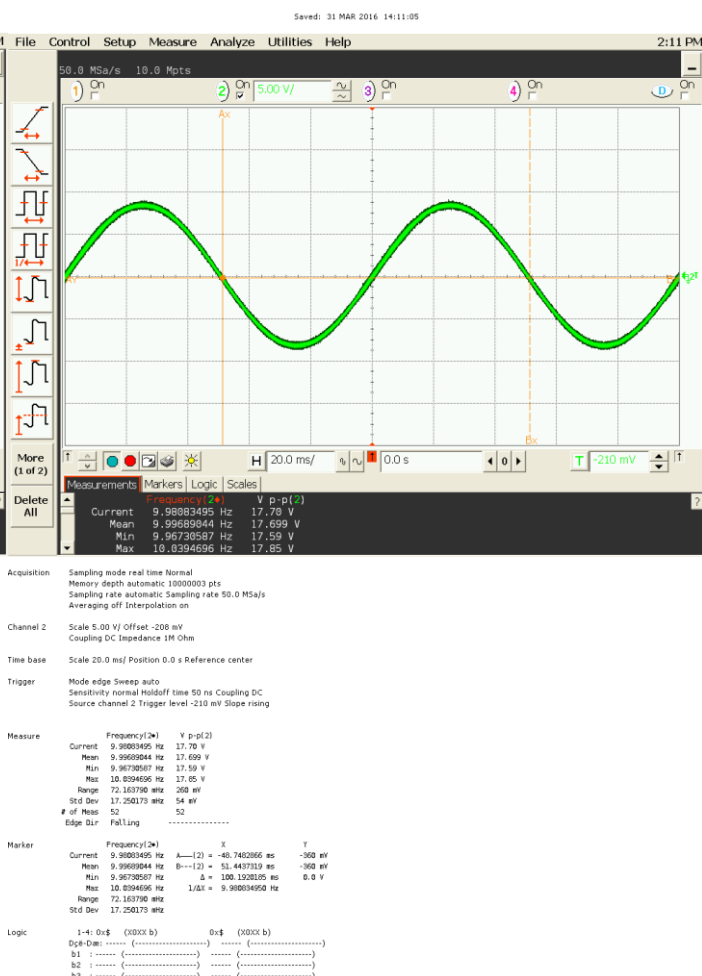 Saved: 31 MAR 2016 14:11:05
File Control Setup Measure Analyze Utilities Help 2:11 PM
50.0 MSa/s 10.0 Mpts
1) On 2) On 5.00 V/ 3) On 4) On D On
Ax
AY
Bx
More
(1 of 2)
Delete
All
H 20.0 ms/ T 0.0 s 0 T -210 mV
Measurements Markers Logic Scales
Frequency(2♦) V p-p(2)
Current 9.98083495 Hz 17.70 V
Mean 9.99689044 Hz 17.699 V
Min 9.96730587 Hz 17.59 V
Max 10.0394696 Hz 17.85 V
Acquisition Sampling mode real time Normal
Memory depth automatic 10000003 pts
Sampling rate automatic Sampling rate 50.0 MSa/s
Averaging off Interpolation on
Channel 2 Scale 5.00 V/ Offset -208 mV
Coupling DC Impedance 1M Ohm
Time base Scale 20.0 ms/ Position 0.0 s Reference center
Trigger Mode edge Sweep auto
Sensitivity normal Holdoff time 50 ns Coupling DC
Source channel 2 Trigger level -210 mV Slope rising
Measure Frequency(2♦) V p-p(2)
Current 9.98083495 Hz 17.70 V
Mean 9.99689044 Hz 17.699 V
Min 9.96730587 Hz 17.59 V
Max 10.0394696 Hz 17.85 V
Range 72.163790 mHz 260 mV
Std Dev 17.250173 mHz 54 mV
# of Meas 52 52
Edge Dir Falling ---------------
Marker Frequency(2♦) X Y
Current 9.98083495 Hz A——(2) = -48.7482866 ms -360 mV
Mean 9.99689044 Hz B---(2) = 51.4437319 ms -360 mV
Min 9.96730587 Hz Δ = 100.1920185 ms 0.0 V
Max 10.0394696 Hz 1/ΔX = 9.980834950 Hz
Range 72.163790 mHz
Std Dev 17.250173 mHz
Logic 1-4: 0x$ (X0XX b) 0x$ (X0XX b)
Dçë-Dæ: ------ (--------------------) ------ (--------------------)
b1 : ------ (--------------------) ------ (--------------------)
b2 : ------ (--------------------) ------ (--------------------)